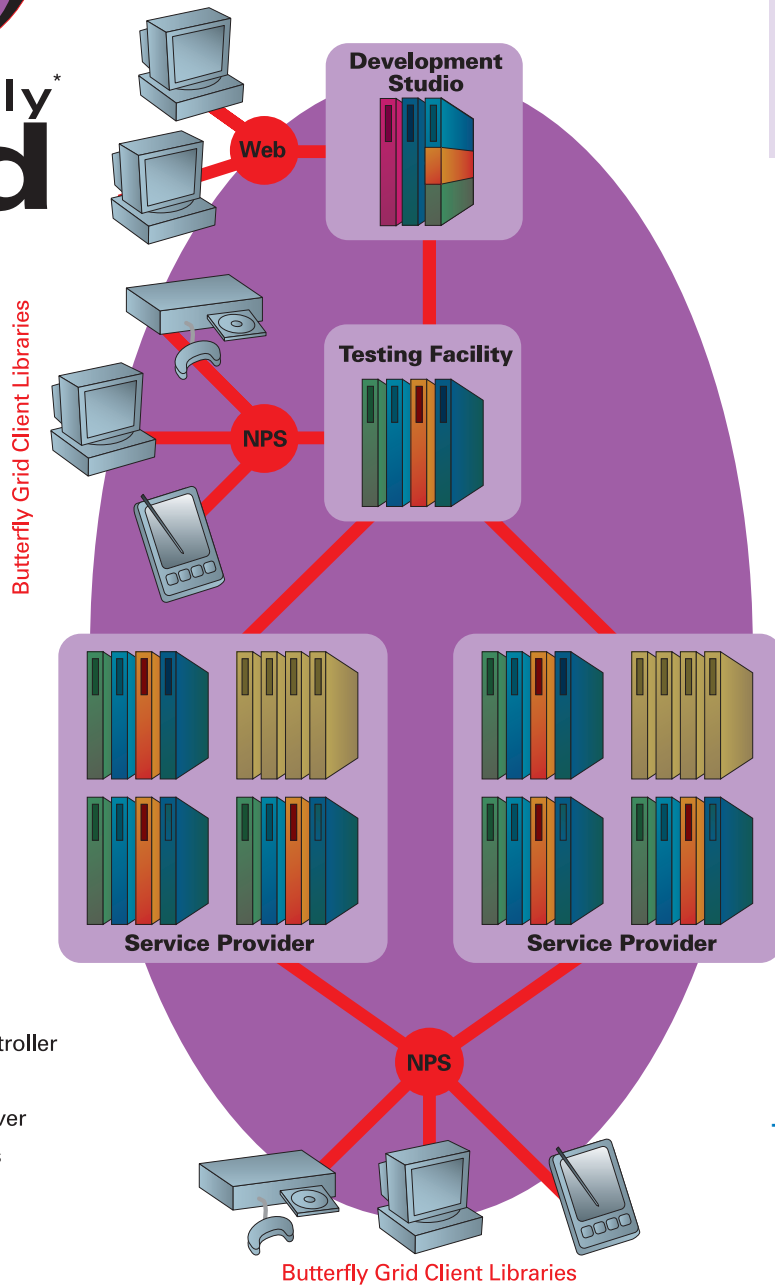 Development
Studio
ly*
d
Web
Testing Facility
NPS
Butterfly Grid Client Libraries
Service Provider
Service Provider
troller
NPS
ver
s
Butterfly Grid Client Libraries